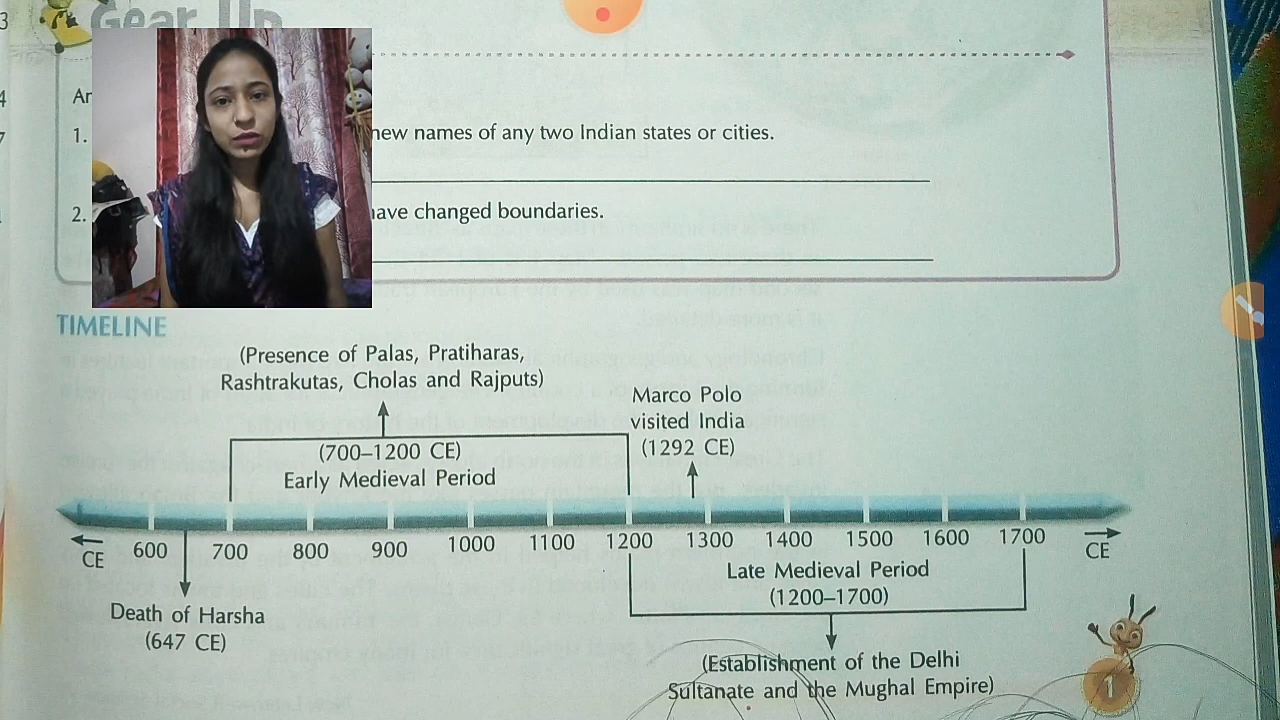 3
Gear Up
4
Ar
7
1.
new names of any two Indian states or cities.
2.
have changed boundaries.
TIMELINE
(Presence of Palas, Pratiharas,
Rashtrakutas, Cholas and Rajputs)
Marco Polo
visited India
(1292 CE)
(700–1200 CE)
Early Medieval Period
CE 600 700 800 900 1000 1100 1200 1300 1400 1500 1600 1700 CE
Late Medieval Period
(1200–1700)
Death of Harsha
(647 CE)
(Establishment of the Delhi
Sultanate and the Mughal Empire)
1